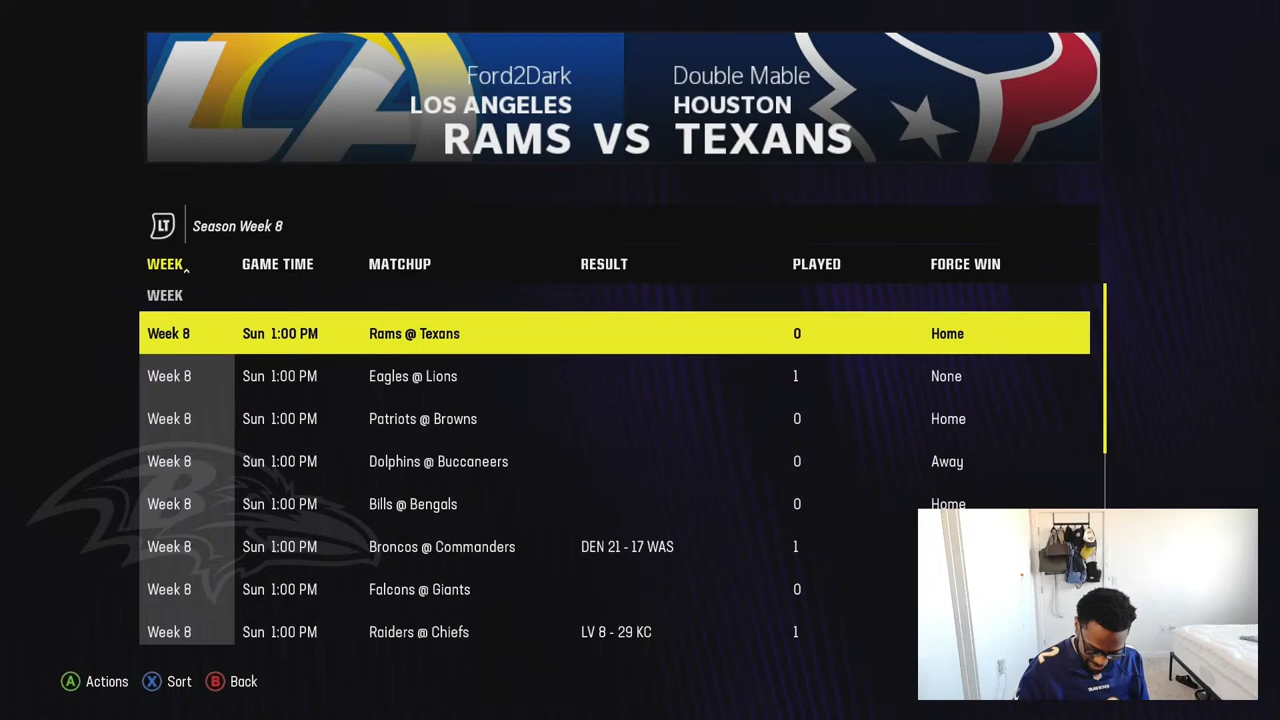 Ford2Dark
LOS ANGELES
RAMS VS TEXANS
Double Mable
HOUSTON
LT Season Week 8
WEEK GAME TIME MATCHUP RESULT PLAYED FORCE WIN
WEEK
Week 8 Sun 1:00 PM Rams @ Texans 0 Home
Week 8 Sun 1:00 PM Eagles @ Lions 1 None
Week 8 Sun 1:00 PM Patriots @ Browns 0 Home
Week 8 Sun 1:00 PM Dolphins @ Buccaneers 0 Away
Week 8 Sun 1:00 PM Bills @ Bengals 0 Home
Week 8 Sun 1:00 PM Broncos @ Commanders DEN 21 - 17 WAS 1
Week 8 Sun 1:00 PM Falcons @ Giants 0
Week 8 Sun 1:00 PM Raiders @ Chiefs LV 8 - 29 KC 1
A Actions X Sort B Back
RAVENS
2